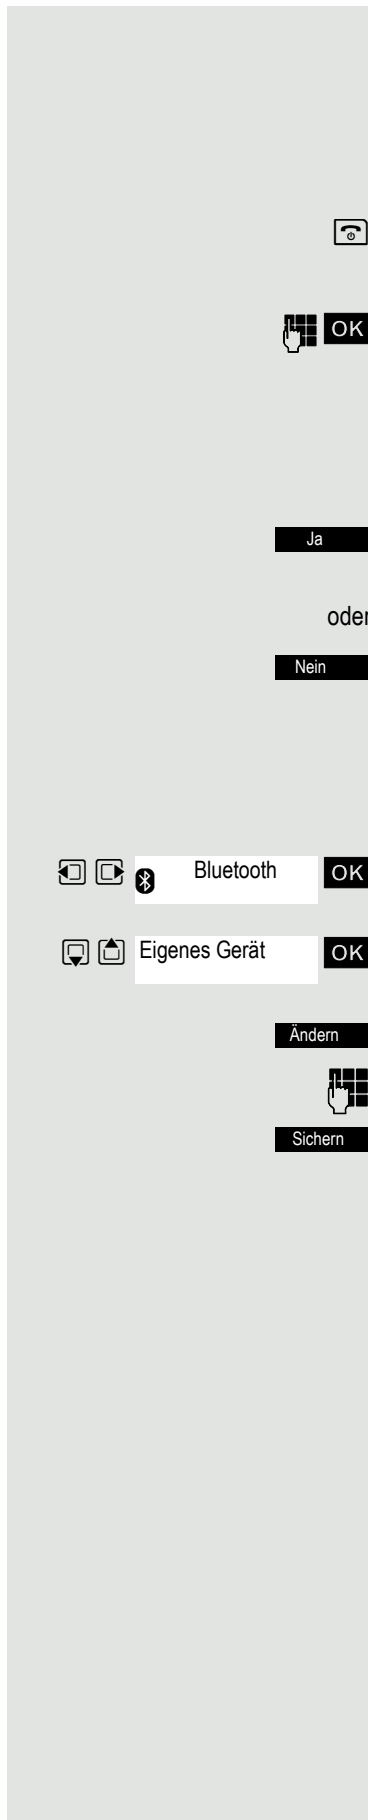 OK
Ja
oder
Nein
Bluetooth OK
Eigenes Gerät OK
Ändern
Sichern